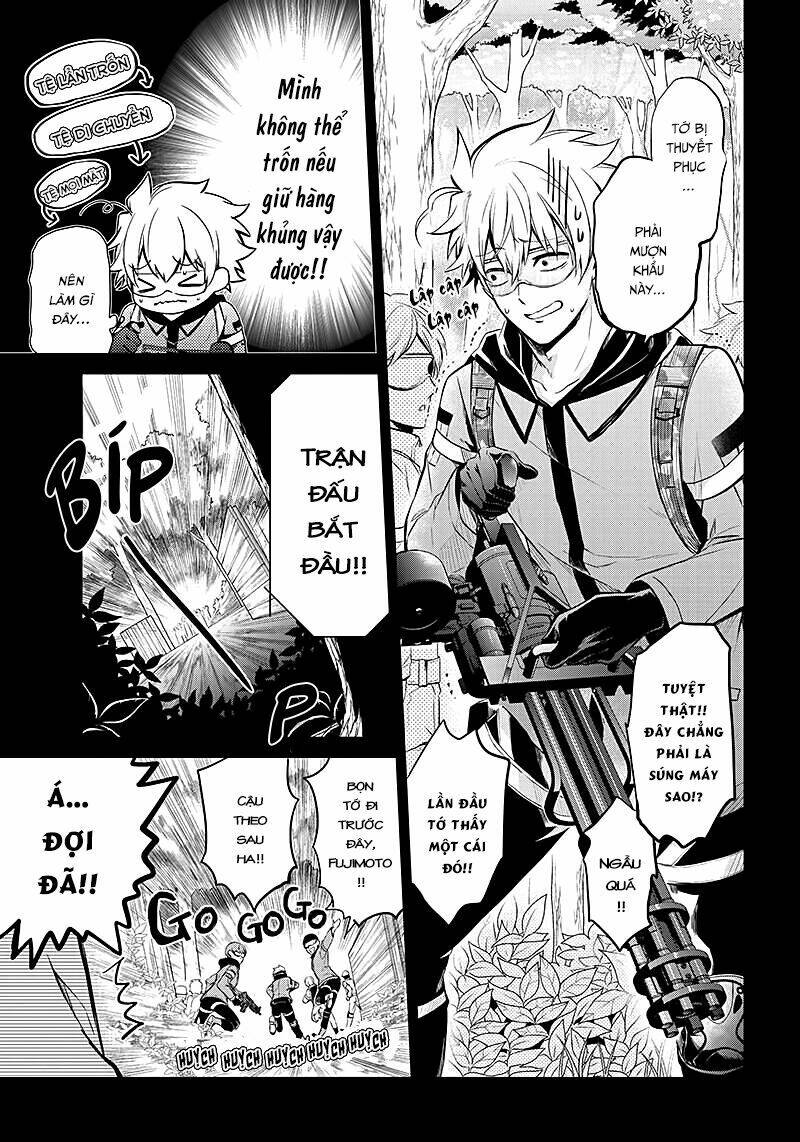 TỚ BỊ
THUYẾT
PHỤC
...
PHẢI
MƯỢN
KHẨU
NÀY...
Lập cập
Lập cập
TUYỆT
THẬT!!
ĐÂY CHẲNG
PHẢI LÀ
SÚNG MÁY
SAO!?
LẦN ĐẦU
TỚ THẤY
MỘT CÁI
ĐÓ!!
NGẦU
QUÁ
!!
Mình
không thể
trốn nếu
giữ hàng
khủng vậy
được!!
TỆ LẨN TRỐN
TỆ DI CHUYỂN
TỆ MỌI MẶT
NÊN
LÀM GÌ
ĐÂY...
TRẬN
ĐẤU
BẮT
ĐẦU!!
BÍP
P
BỌN
TỚ ĐI
TRƯỚC
ĐÂY,
FUJIMOTO
!!
CẬU
THEO
SAU
HA!!
GO GO GO
HUỴCH HUỴCH HUỴCH HUỴCH HUỴCH
Á...
ĐỢI
ĐÃ!!